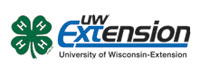 H H H H
UW
Extension
University of Wisconsin-Extension